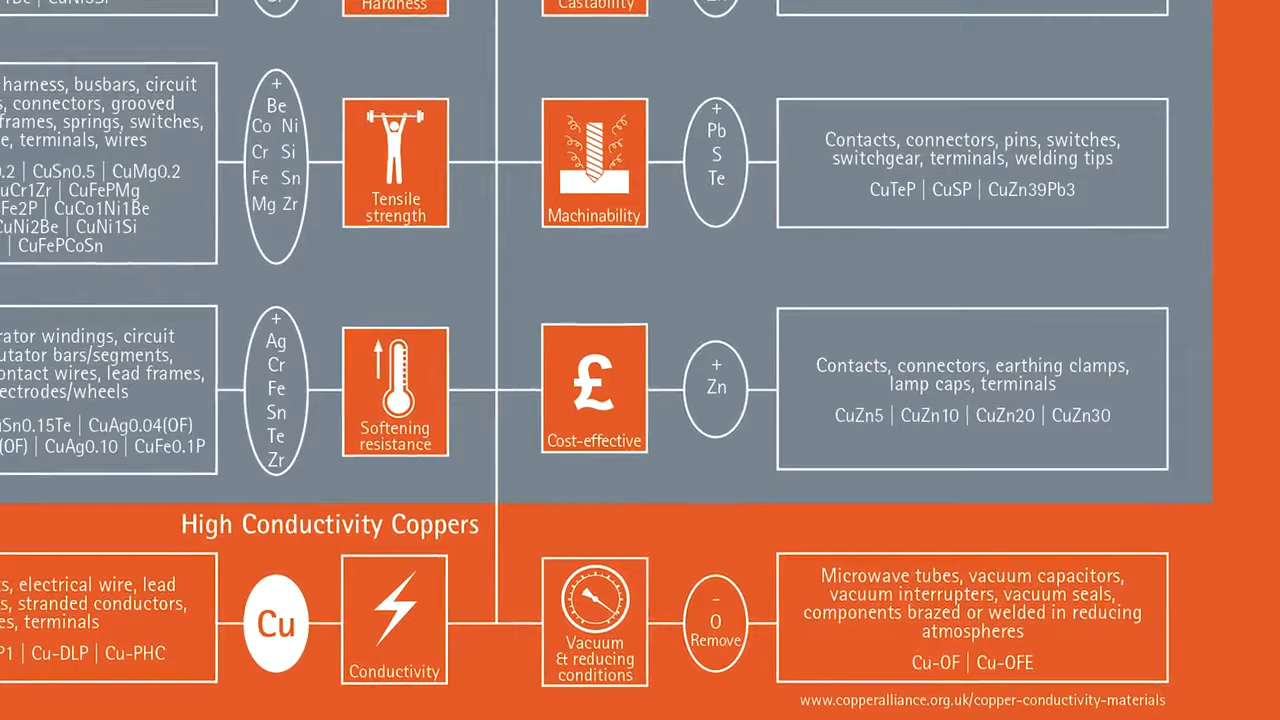 CuNiSi
Hardness
Castability
Zn
harness, busbars, circuit
connectors, grooved
frames, springs, switches,
terminals, wires
0.2 | CuSn0.5 | CuMg0.2
uCr1Zr | CuFePMg
Fe2P | CuCo1Ni1Be
CuNi2Be | CuNi1Si
| CuFePCoSn
+
Be
Co Ni
Cr Si
Fe Sn
Mg Zr
Tensile
strength
Machinability
+
Pb
S
Te
Contacts, connectors, pins, switches,
switchgear, terminals, welding tips
CuTeP | CuSP | CuZn39Pb3
rator windings, circuit
utator bars/segments,
ontact wires, lead frames,
ectrodes/wheels
Sn0.15Te | CuAg0.04(OF)
(OF) | CuAg0.10 | CuFe0.1P
+
Ag
Cr
Fe
Sn
Te
Zr
Softening
resistance
£
Cost-effective
+
Zn
Contacts, connectors, earthing clamps,
lamp caps, terminals
CuZn5 | CuZn10 | CuZn20 | CuZn30
High Conductivity Coppers
s, electrical wire, lead
s, stranded conductors,
es, terminals
P1 | Cu-DLP | Cu-PHC
Cu
Conductivity
Vacuum
& reducing
conditions
–
O
Remove
Microwave tubes, vacuum capacitors,
vacuum interrupters, vacuum seals,
components brazed or welded in reducing
atmospheres
Cu-OF | Cu-OFE
www.copperalliance.org.uk/copper-conductivity-materials